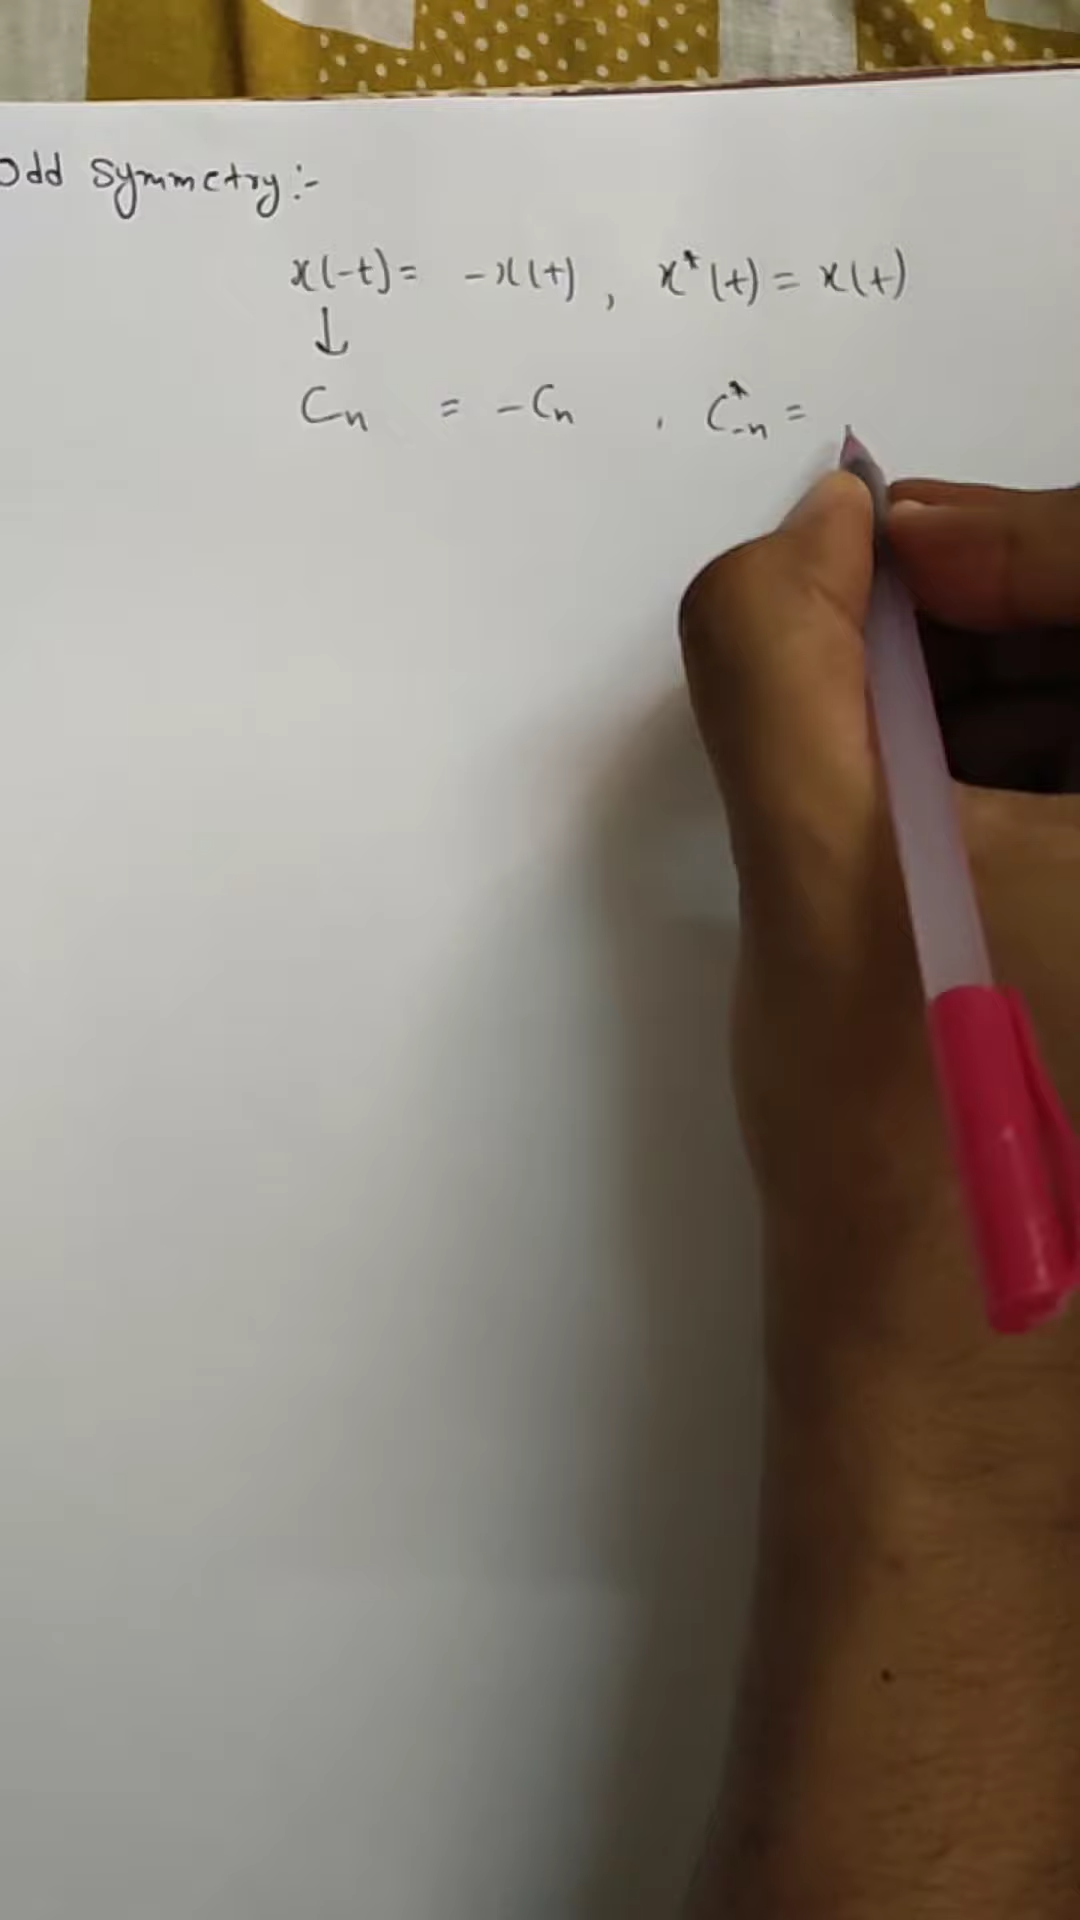 Odd Symmetry:-
x(-t) = -x(t), x*(t) = x(t)
↓
Cn = -Cn , C*-n =